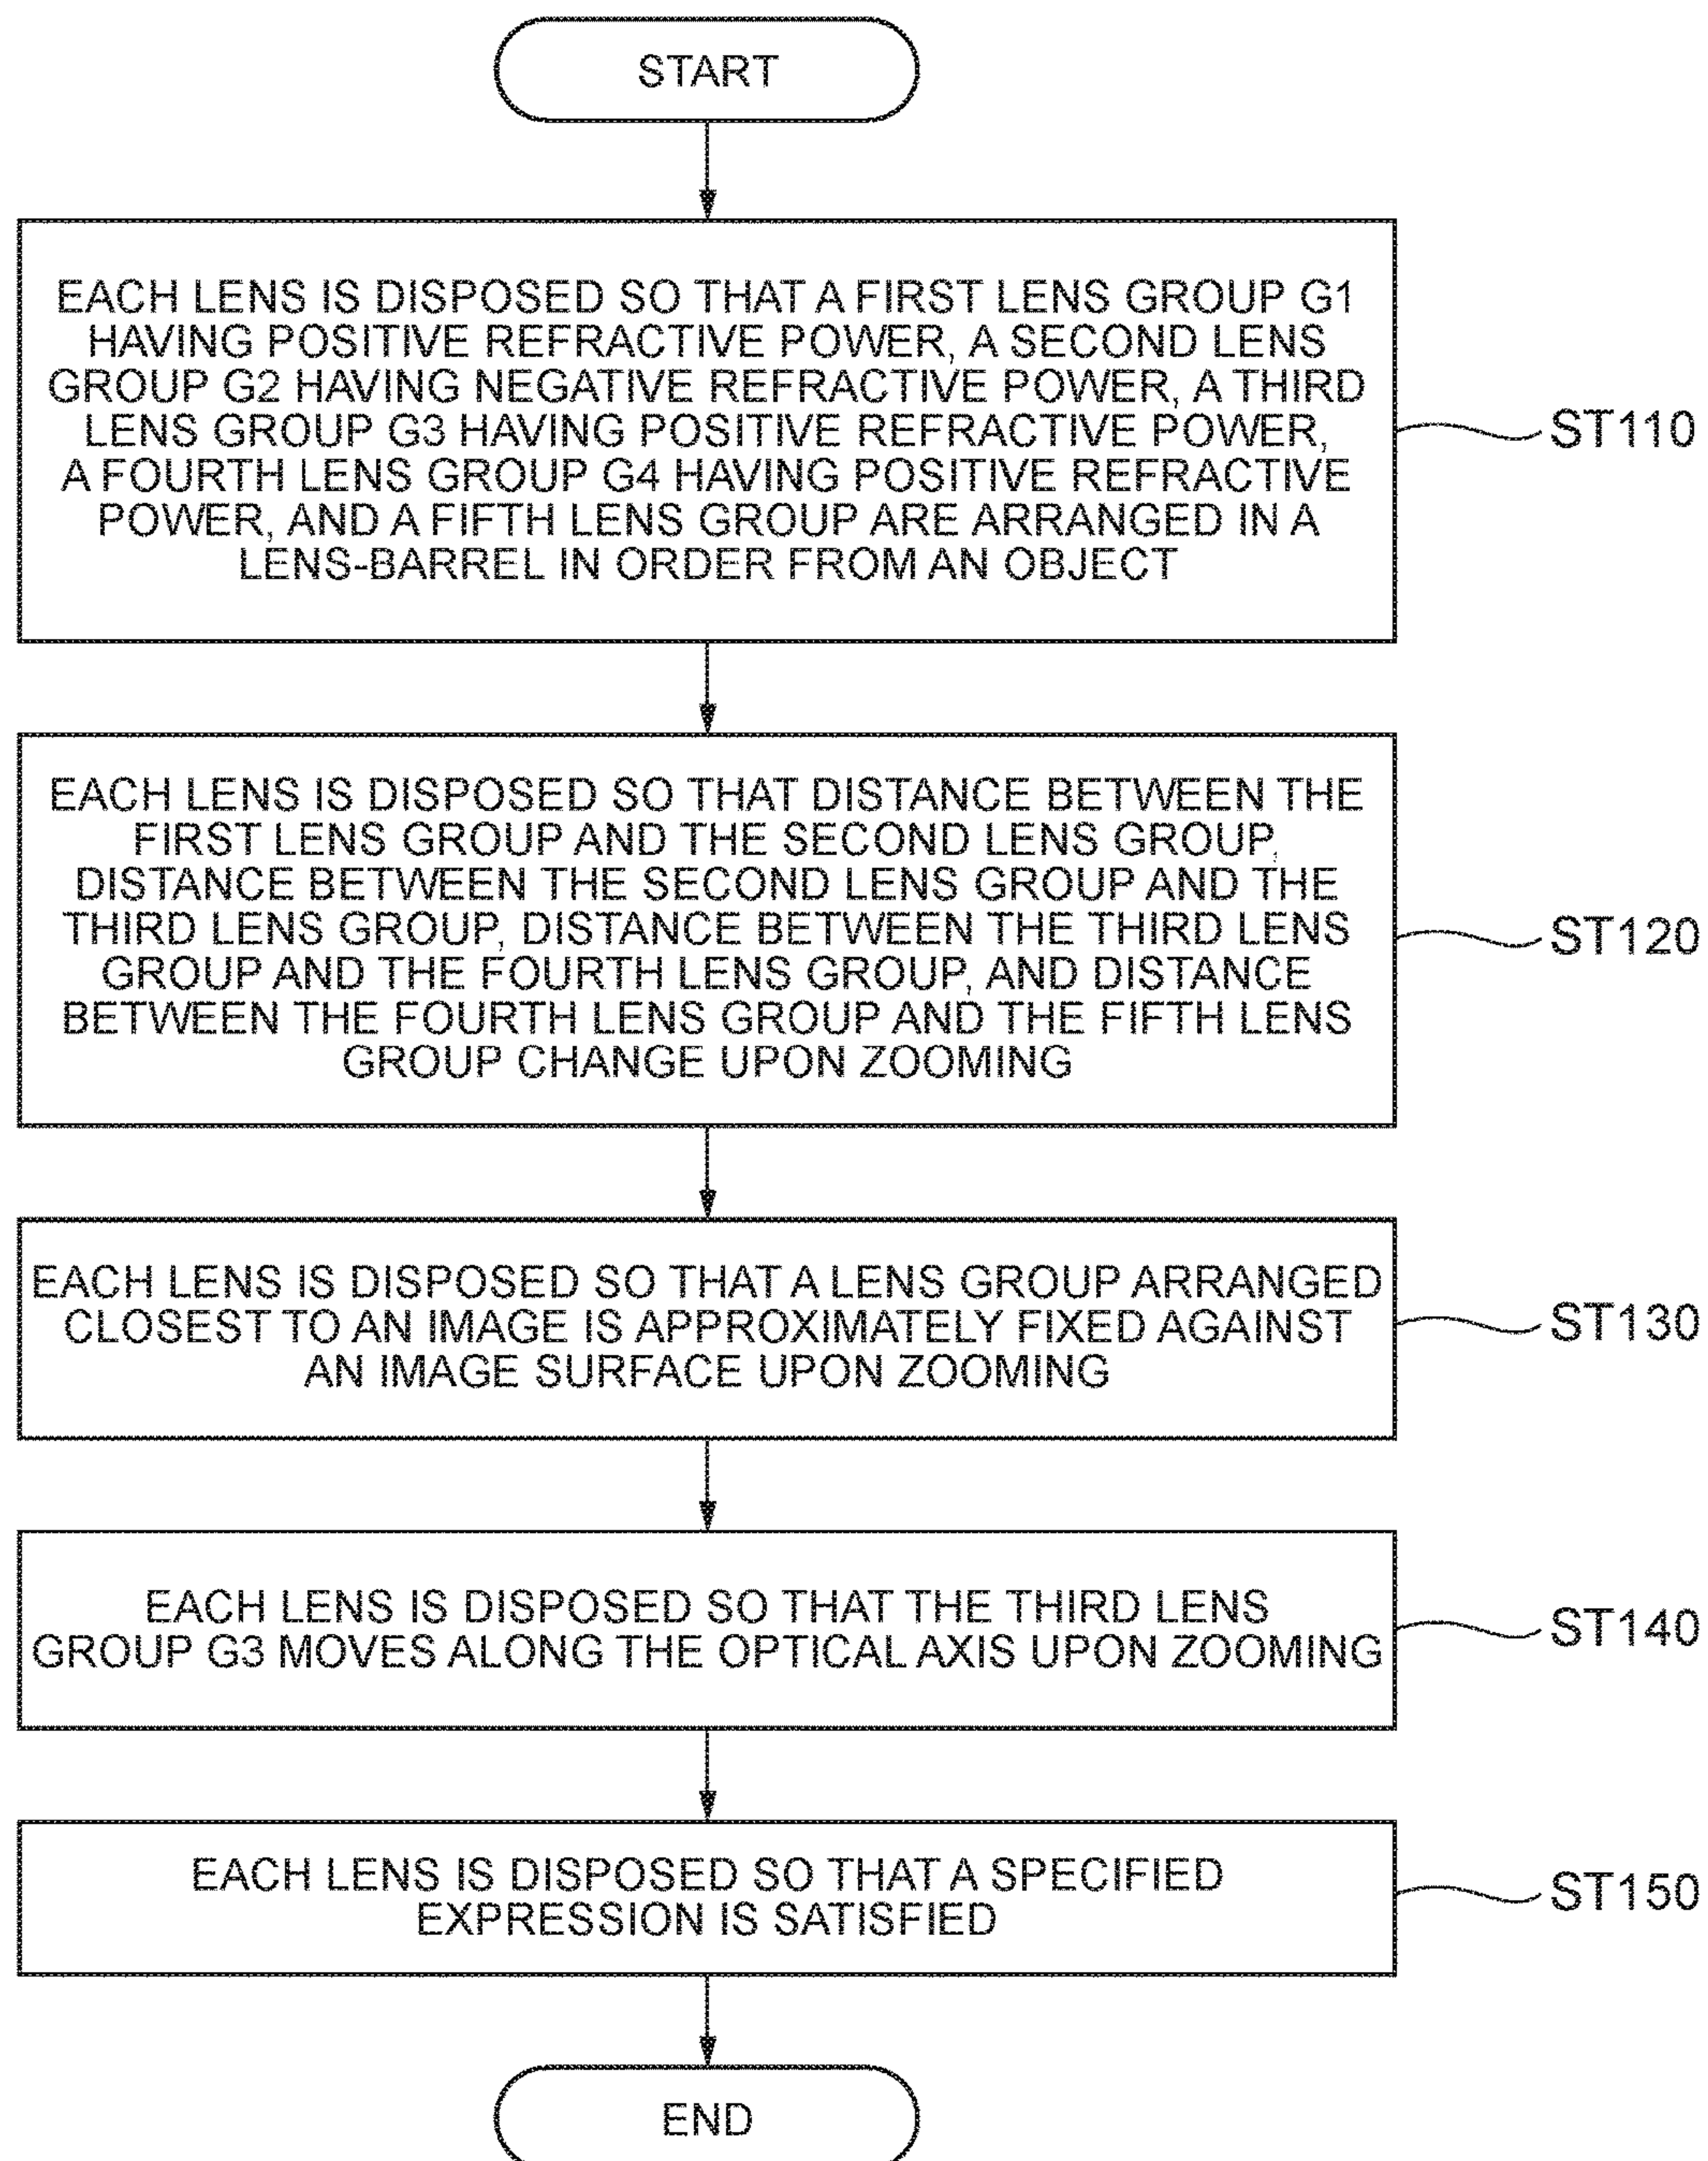 START
EACH LENS IS DISPOSED SO THAT A FIRST LENS GROUP G1
HAVING POSITIVE REFRACTIVE POWER, A SECOND LENS
GROUP G2 HAVING NEGATIVE REFRACTIVE POWER, A THIRD
LENS GROUP G3 HAVING POSITIVE REFRACTIVE POWER,
A FOURTH LENS GROUP G4 HAVING POSITIVE REFRACTIVE
POWER, AND A FIFTH LENS GROUP ARE ARRANGED IN A
LENS-BARREL IN ORDER FROM AN OBJECT
ST110
EACH LENS IS DISPOSED SO THAT DISTANCE BETWEEN THE
FIRST LENS GROUP AND THE SECOND LENS GROUP,
DISTANCE BETWEEN THE SECOND LENS GROUP AND THE
THIRD LENS GROUP, DISTANCE BETWEEN THE THIRD LENS
GROUP AND THE FOURTH LENS GROUP, AND DISTANCE
BETWEEN THE FOURTH LENS GROUP AND THE FIFTH LENS
GROUP CHANGE UPON ZOOMING
ST120
EACH LENS IS DISPOSED SO THAT A LENS GROUP ARRANGED
CLOSEST TO AN IMAGE IS APPROXIMATELY FIXED AGAINST
AN IMAGE SURFACE UPON ZOOMING
ST130
EACH LENS IS DISPOSED SO THAT THE THIRD LENS
GROUP G3 MOVES ALONG THE OPTICAL AXIS UPON ZOOMING
ST140
EACH LENS IS DISPOSED SO THAT A SPECIFIED
EXPRESSION IS SATISFIED
ST150
END